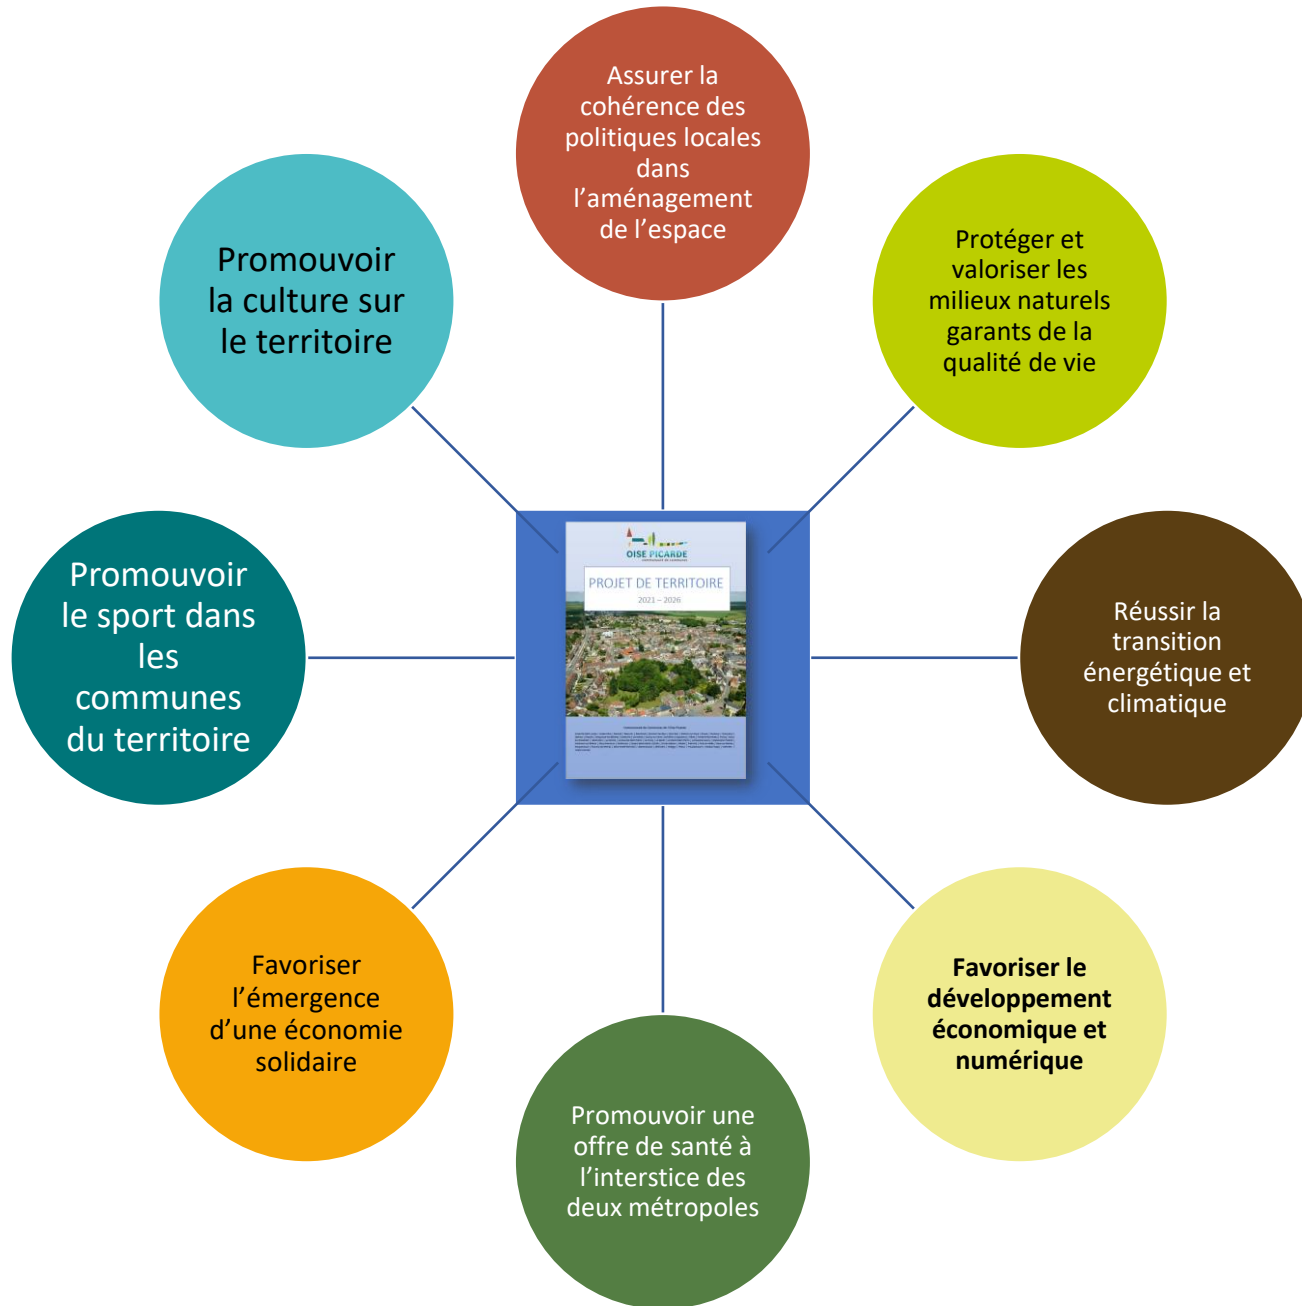 Assurer la
cohérence des
politiques locales
dans
l’aménagement
de l’espace
Protéger et
valoriser les
milieux naturels
garants de la
qualité de vie
Réussir la
transition
énergétique et
climatique
Favoriser le
développement
économique et
numérique
Promouvoir une
offre de santé à
l’interstice des
deux métropoles
Favoriser
l’émergence
d’une économie
solidaire
Promouvoir
le sport dans
les
communes
du territoire
Promouvoir
la culture sur
le territoire
OISE PICARDE
PROJET DE TERRITOIRE
2021 – 2026